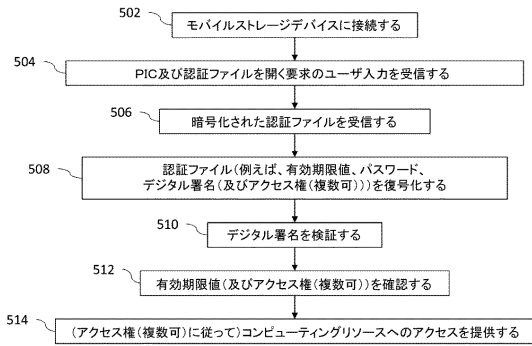 502
モバイルストレージデバイスに接続する
504
PIC及び認証ファイルを開く要求のユーザ入力を受信する
506
暗号化された認証ファイルを受信する
508
認証ファイル(例えば、有効期限値、パスワード、
デジタル署名(及びアクセス権(複数可)))を復号化する
510
デジタル署名を検証する
512
有効期限値(及びアクセス権(複数可))を確認する
514
(アクセス権(複数可)に従って)コンピューティングリソースへのアクセスを提供する